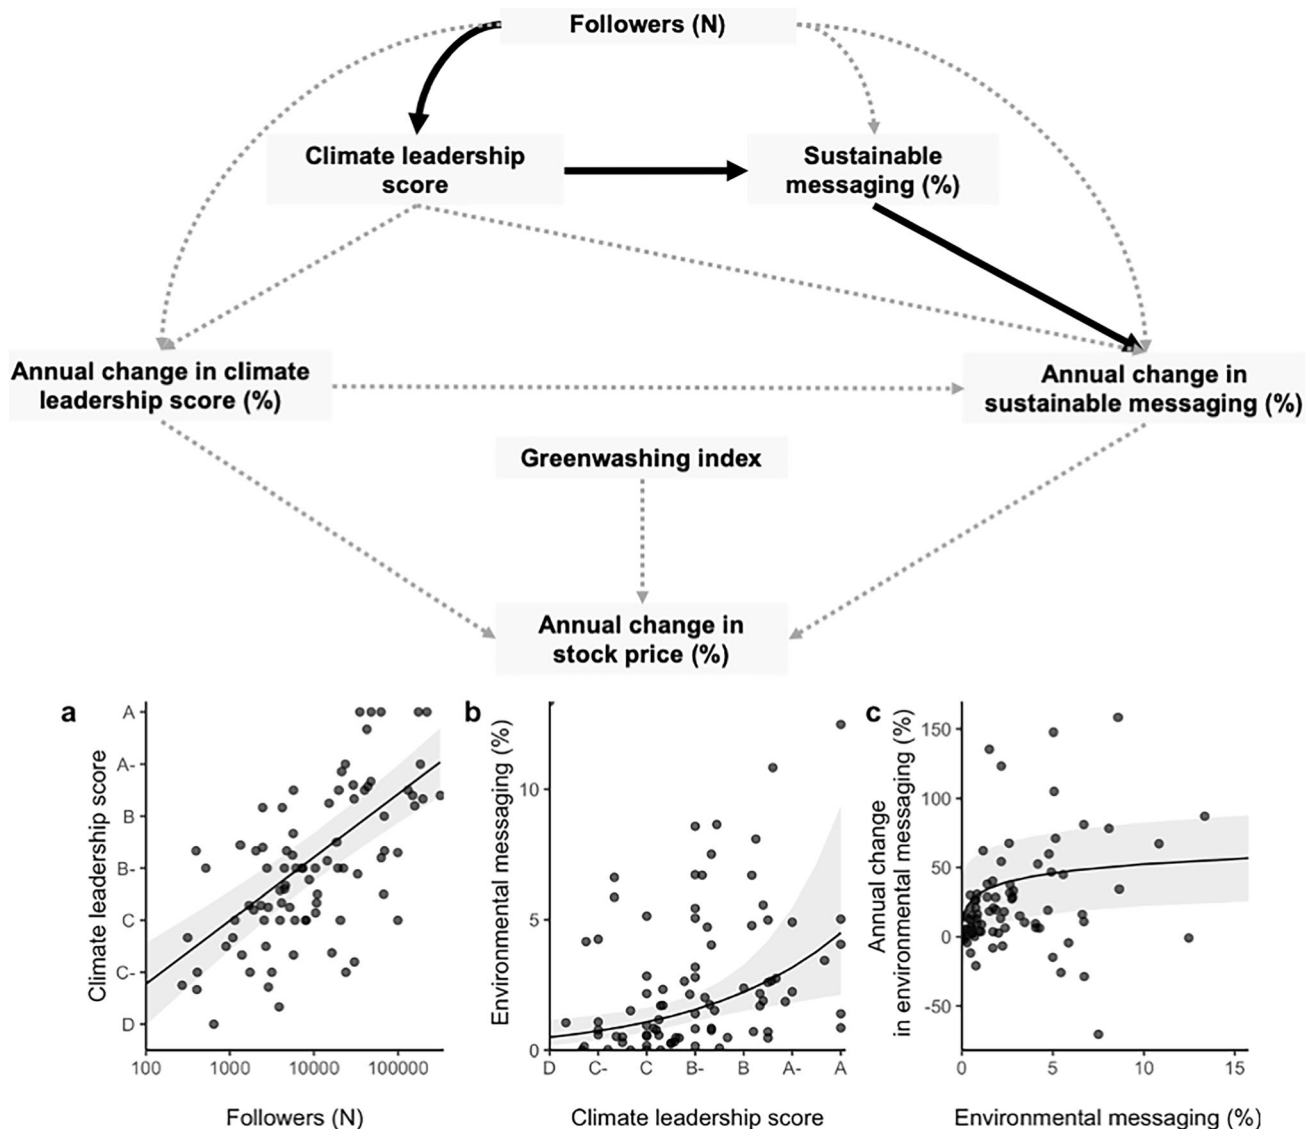 Followers (N)
Climate leadership
score
Sustainable
messaging (%)
Annual change in climate
leadership score (%)
Annual change in
sustainable messaging (%)
Greenwashing index
Annual change in
stock price (%)
a
Climate leadership score
A
A-
B
B-
C
C-
D
100
1000
10000
100000
Followers (N)
b
Environmental messaging (%)
10
5
0
D
C-
C
B-
B
A-
A
Climate leadership score
c
Annual change
in environmental messaging (%)
150
100
50
0
-50
0
5
10
15
Environmental messaging (%)